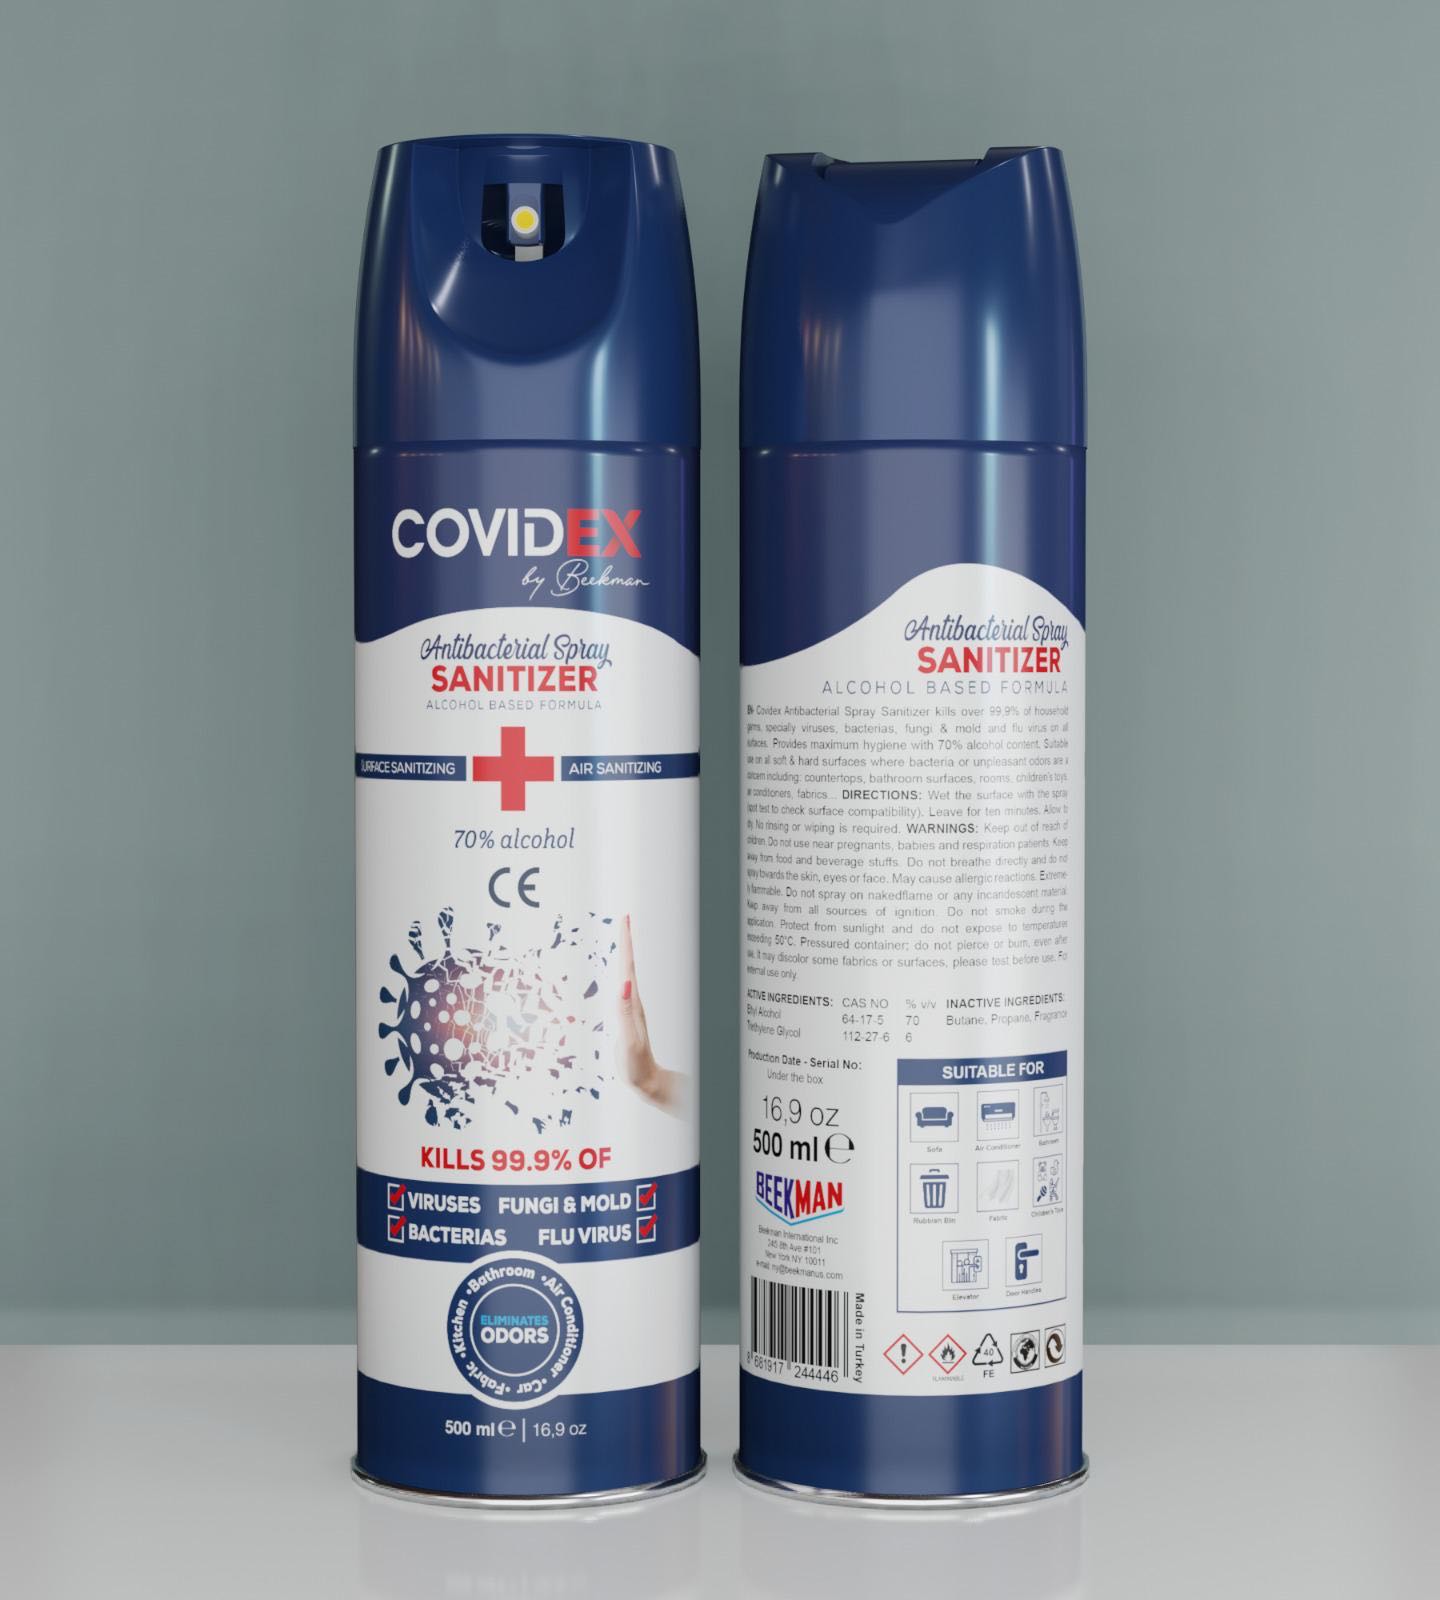 COVIDEX
by Beekman
Antibacterial Spray
SANITIZER
ALCOHOL BASED FORMULA
SURFACE SANITIZING
AIR SANITIZING
70% alcohol
CE
KILLS 99.9% OF
VIRUSES FUNGI & MOLD
BACTERIAS FLU VIRUS
•Kitchen •Bathroom •Air Conditioner •Car •Fabric
ELIMINATES
ODORS
500 ml ℮ | 16,9 oz
Antibacterial Spray
SANITIZER
ALCOHOL BASED FORMULA
EN- Covidex Antibacterial Spray Sanitizer kills over 99,9% of household
germs, specially viruses, bacterias, fungi & mold and flu virus on all
surfaces. Provides maximum hygiene with 70% alcohol content. Suitable
use on all soft & hard surfaces where bacteria or unpleasant odors are a
concern including: countertops, bathroom surfaces, rooms, children's toys,
air conditioners, fabrics... DIRECTIONS: Wet the surface with the spray
(spot test to check surface compatibility). Leave for ten minutes. Allow to
dry. No rinsing or wiping is required. WARNINGS: Keep out of reach of
children. Do not use near pregnants, babies and respiration patients. Keep
away from food and beverage stuffs. Do not breathe directly and do not
spray towards the skin, eyes or face. May cause allergic reactions. Extreme-
ly flammable. Do not spray on nakedflame or any incandescent material.
Keep away from all sources of ignition. Do not smoke during the
application. Protect from sunlight and do not expose to temperatures
exceeding 50°C. Pressured container; do not pierce or burn, even after
use. It may discolor some fabrics or surfaces, please test before use. For
external use only.
ACTIVE INGREDIENTS: CAS NO % v/v INACTIVE INGREDIENTS:
Ethyl Alcohol 64-17-5 70 Butane, Propane, Fragrance
Triethylene Glycol 112-27-6 6
Production Date - Serial No:
Under the box
16,9 oz
500 ml ℮
BEEKMAN
Beekman International Inc
245 8th Ave #101
New York NY 10011
e-mail: ny@beekmanus.com
8 681917 244446
Made in Turkey
SUITABLE FOR
Sofa Air Conditioner Bathroom
Rubbian Bin Fabric Children's Toys
Elevator Door Handles
FLAMMABLE
40
FE